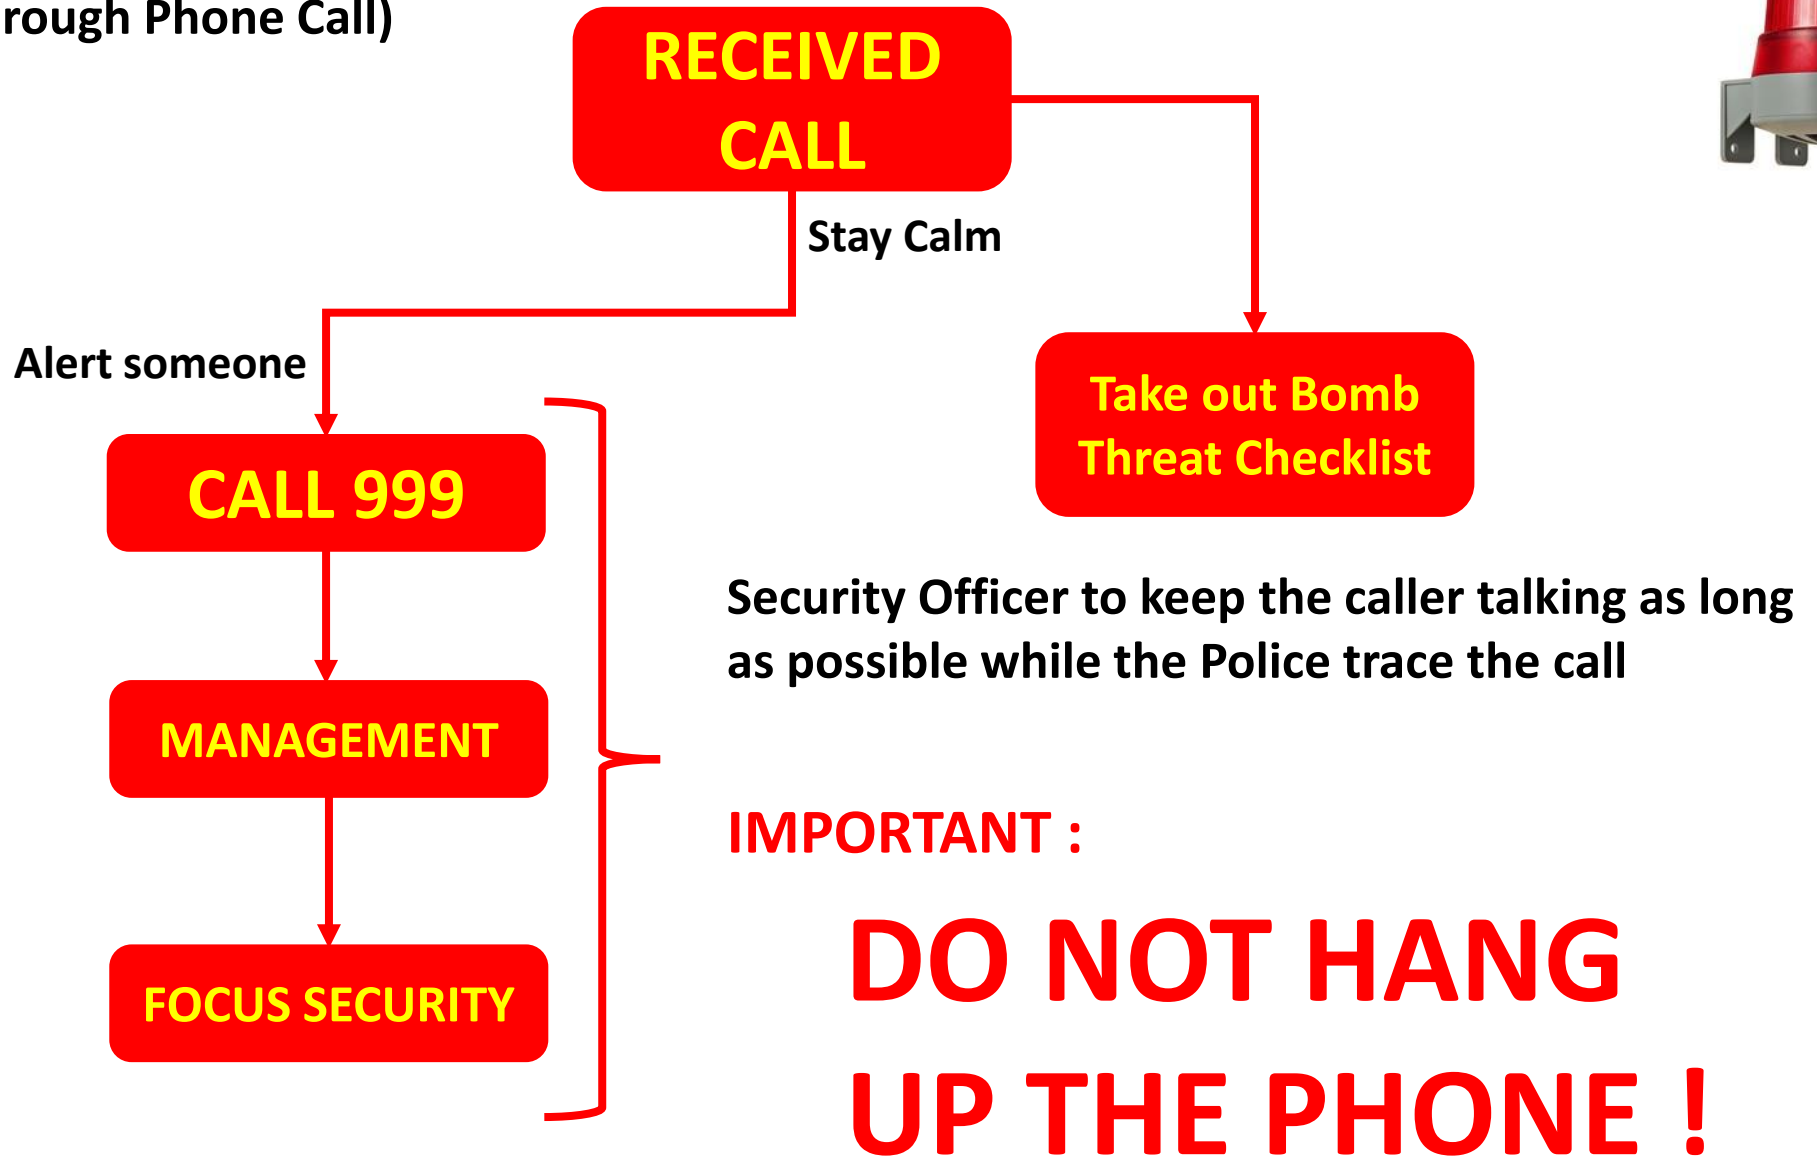 rough Phone Call)
RECEIVED
CALL
Stay Calm
Alert someone
Take out Bomb
Threat Checklist
CALL 999
Security Officer to keep the caller talking as long
as possible while the Police trace the call
MANAGEMENT
IMPORTANT :
DO NOT HANG
UP THE PHONE !
FOCUS SECURITY